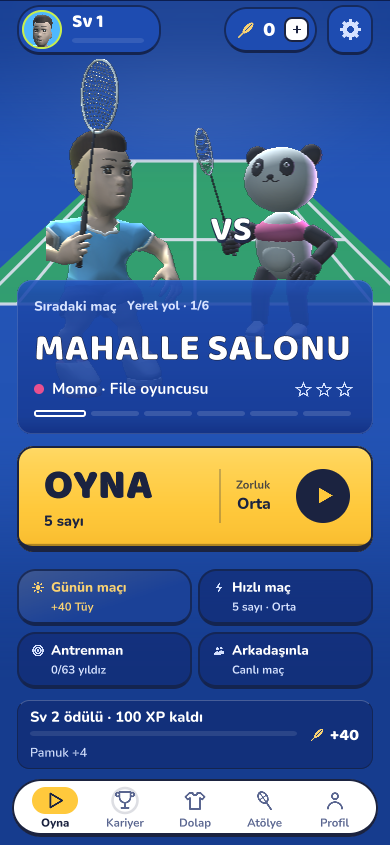 Sv 1
0
+
VS
Sıradaki maç Yerel yol · 1/6
MAHALLE SALONU
Momo · File oyuncusu
OYNA
5 sayı
Zorluk
Orta
Günün maçı
+40 Tüy
Hızlı maç
5 sayı · Orta
Antrenman
0/63 yıldız
Arkadaşınla
Canlı maç
Sv 2 ödülü · 100 XP kaldı
+40
Pamuk +4
Oyna
Kariyer
Dolap
Atölye
Profil